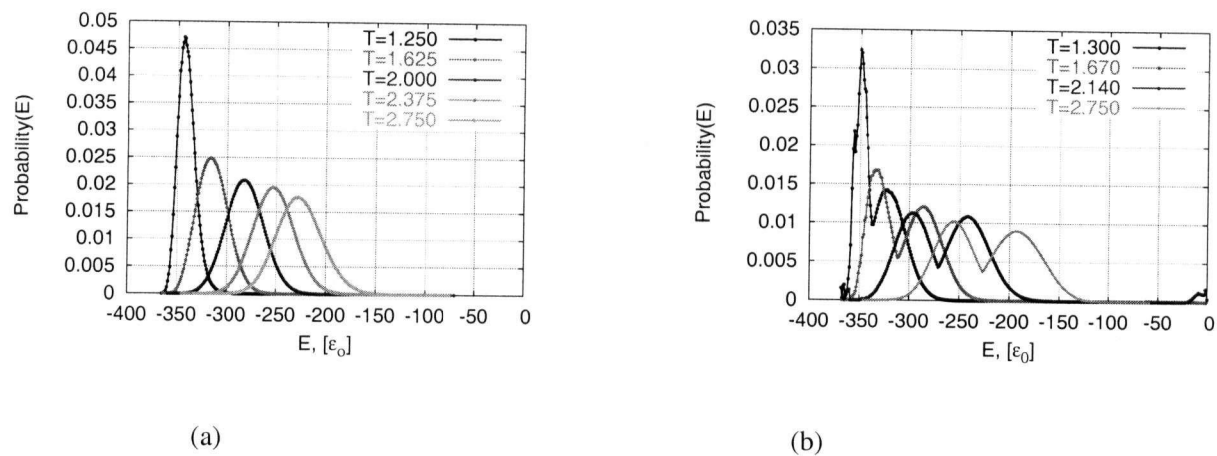 0.05
0.045
0.04
0.035
0.03
0.025
0.02
0.015
0.01
0.005
0
Probability(E)
T=1.250
T=1.625
T=2.000
T=2.375
T=2.750
-400 -350 -300 -250 -200 -150 -100 -50 0
E, [εo]
(a)
0.035
0.03
0.025
0.02
0.015
0.01
0.005
0
Probability(E)
T=1.300
T=1.670
T=2.140
T=2.750
-400 -350 -300 -250 -200 -150 -100 -50 0
E, [ε0]
(b)